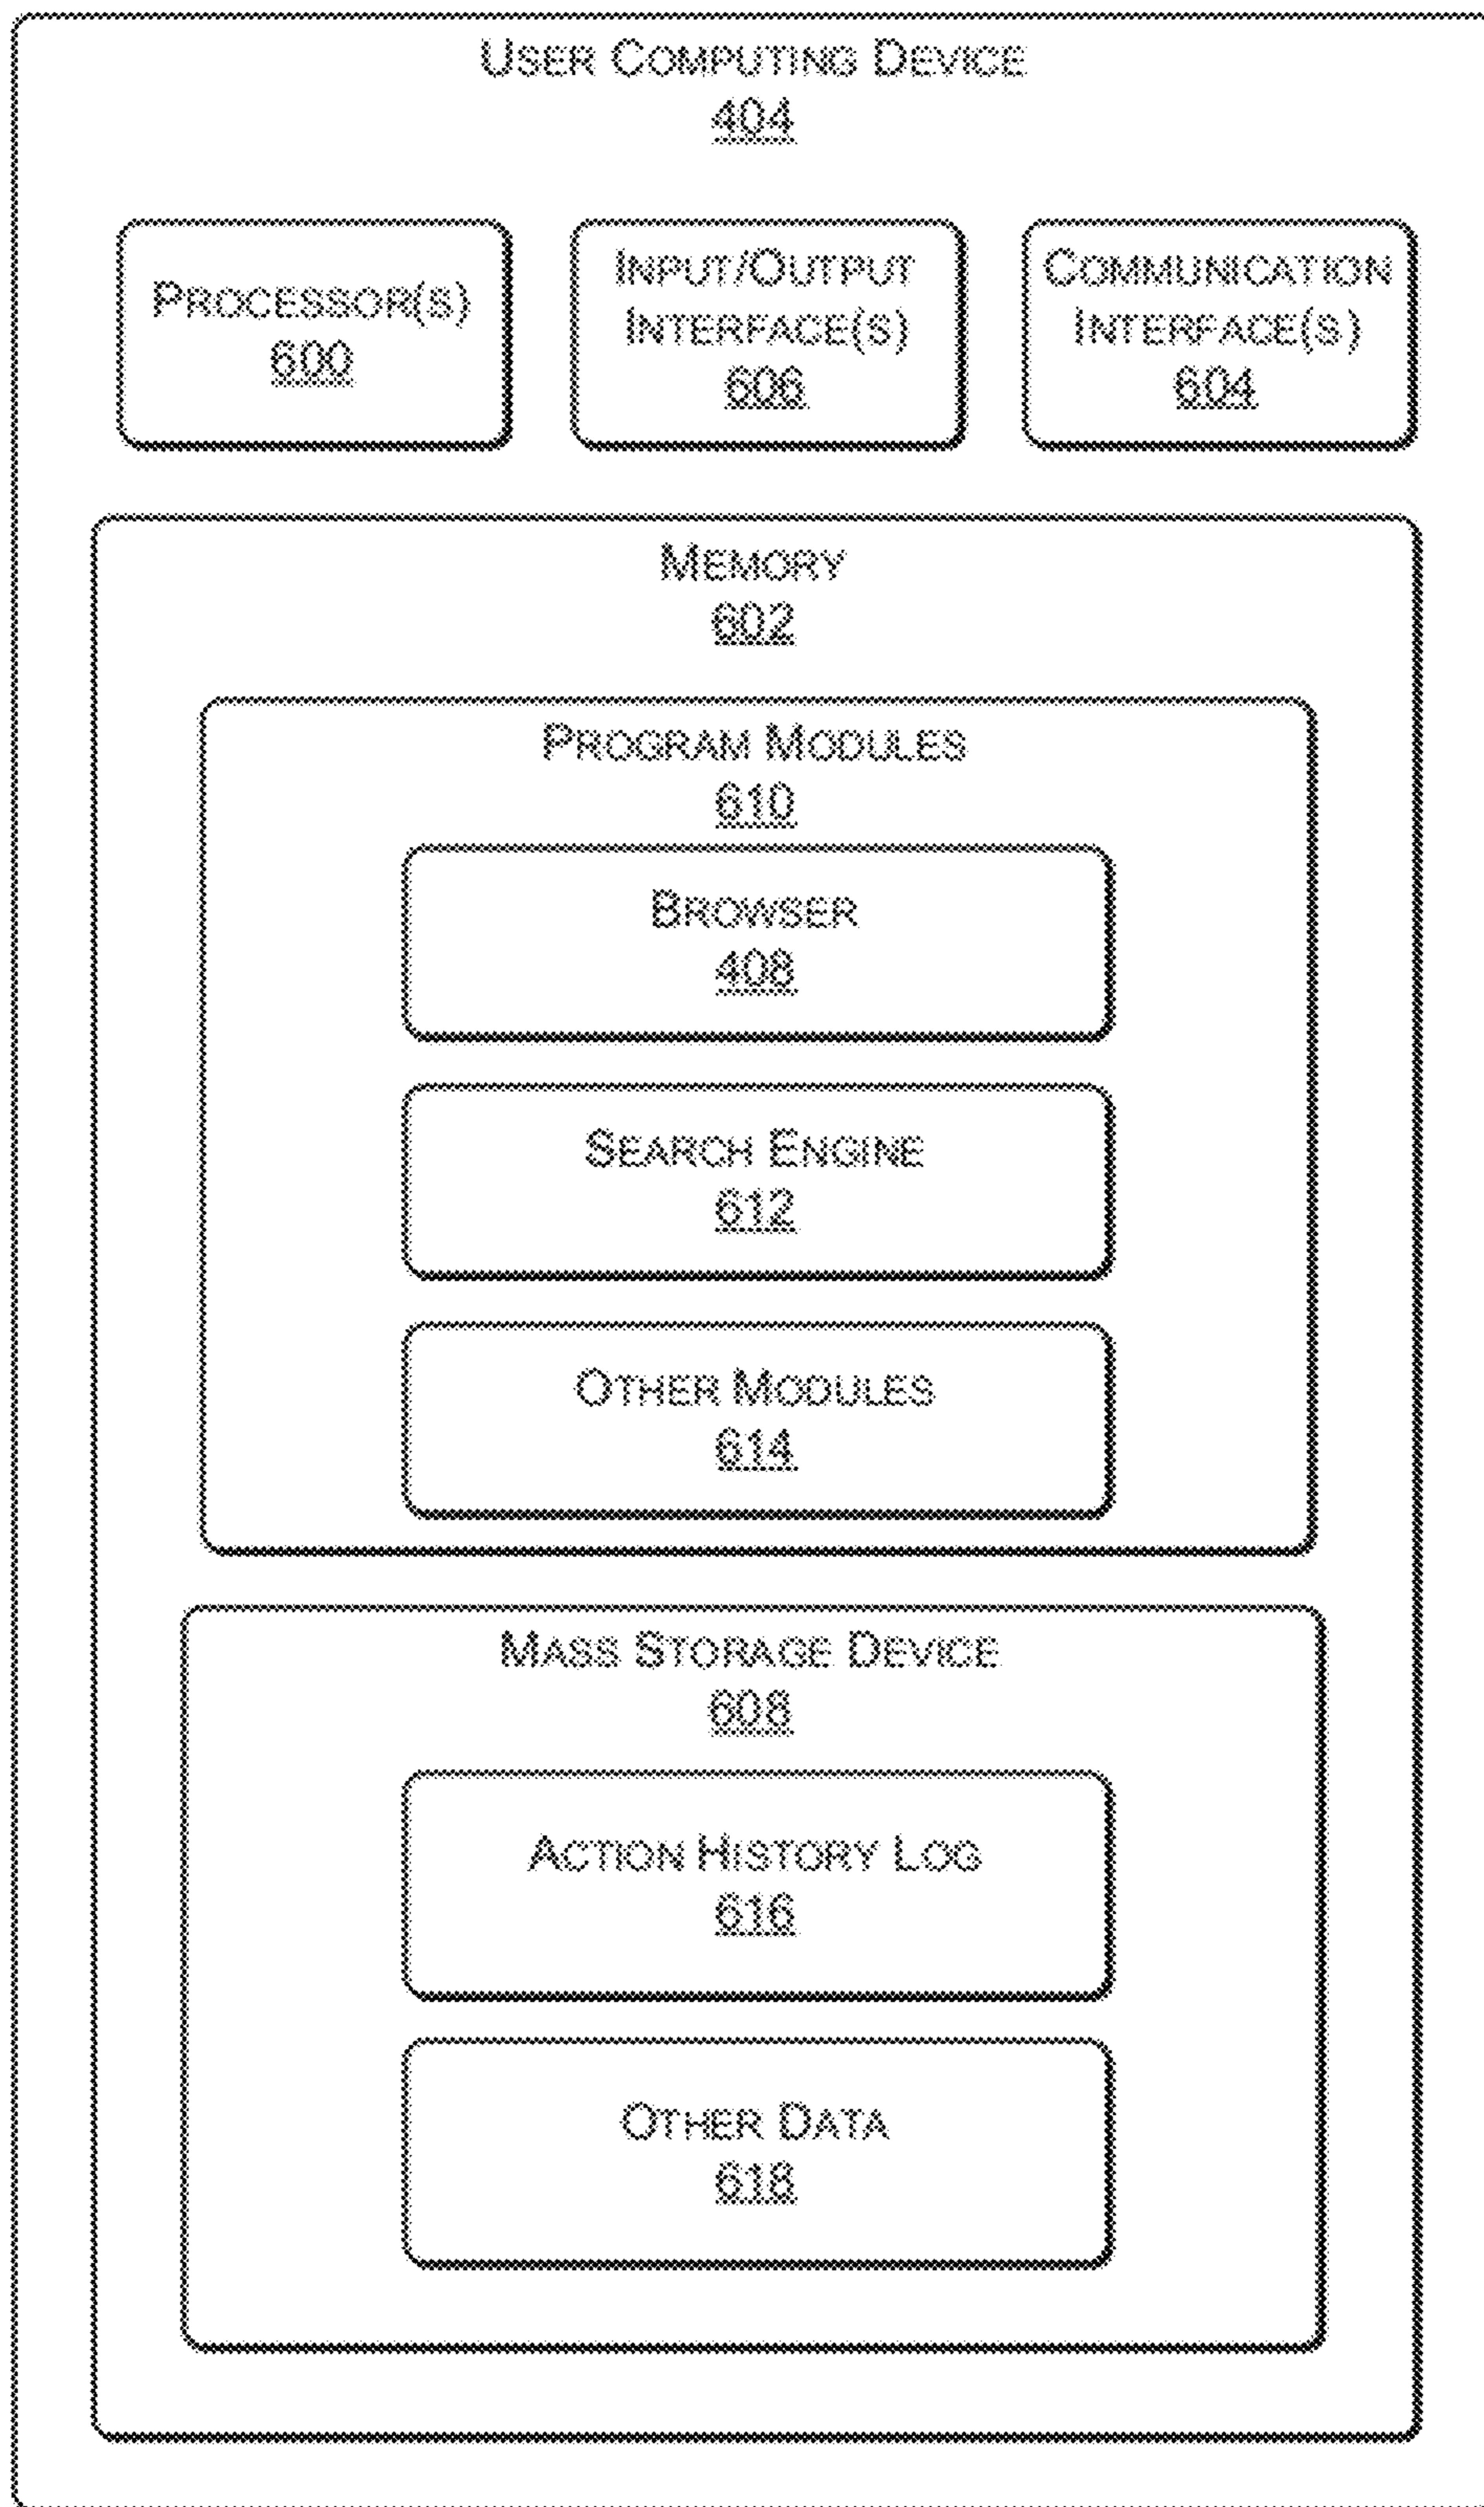 USER COMPUTING DEVICE
404
PROCESSOR(S)
600
INPUT/OUTPUT
INTERFACE(S)
606
COMMUNICATION
INTERFACE(S)
604
MEMORY
602
PROGRAM MODULES
610
BROWSER
408
SEARCH ENGINE
612
OTHER MODULES
614
MASS STORAGE DEVICE
608
ACTION HISTORY LOG
616
OTHER DATA
618